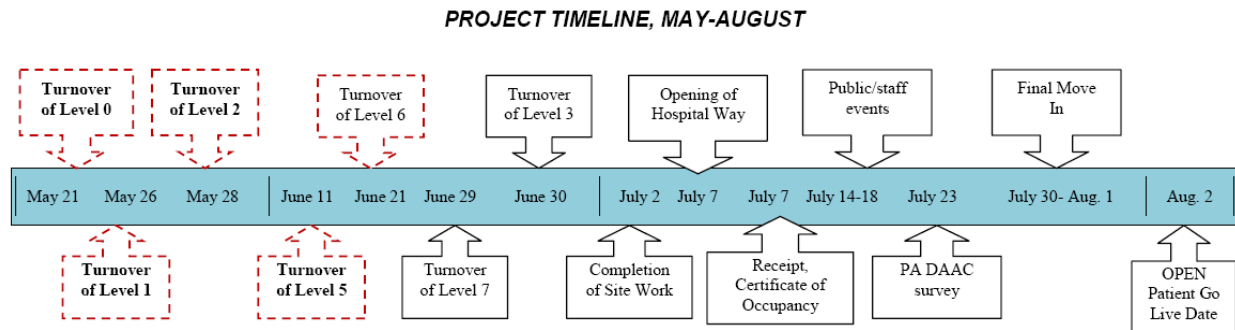 PROJECT TIMELINE, MAY-AUGUST
Turnover
of Level 0
Turnover
of Level 2
Turnover
of Level 6
Turnover
of Level 3
Opening of
Hospital Way
Public/staff
events
Final Move
In
May 21 May 26 May 28 June 11 June 21 June 29 June 30 July 2 July 7 July 7 July 14-18 July 23 July 30- Aug. 1 Aug. 2
Turnover
of Level 1
Turnover
of Level 5
Turnover
of Level 7
Completion
of Site Work
Receipt,
Certificate of
Occupancy
PA DAAC
survey
OPEN
Patient Go
Live Date